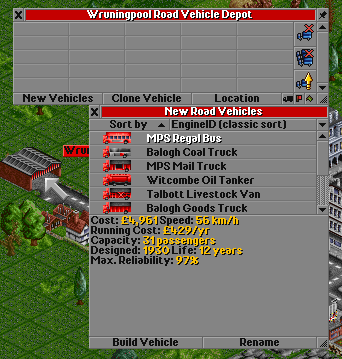 Wruningpool Road Vehicle Depot
New Vehicles Clone Vehicle Location
New Road Vehicles
Sort by EngineID (classic sort)
MPS Regal Bus
Balogh Coal Truck
MPS Mail Truck
Witcombe Oil Tanker
Talbott Livestock Van
Balogh Goods Truck
Cost: £4,961 Speed: 56 km/h
Running Cost: £429/yr
Capacity: 31 passengers
Designed: 1930 Life: 12 years
Max. Reliability: 97%
Build Vehicle Rename